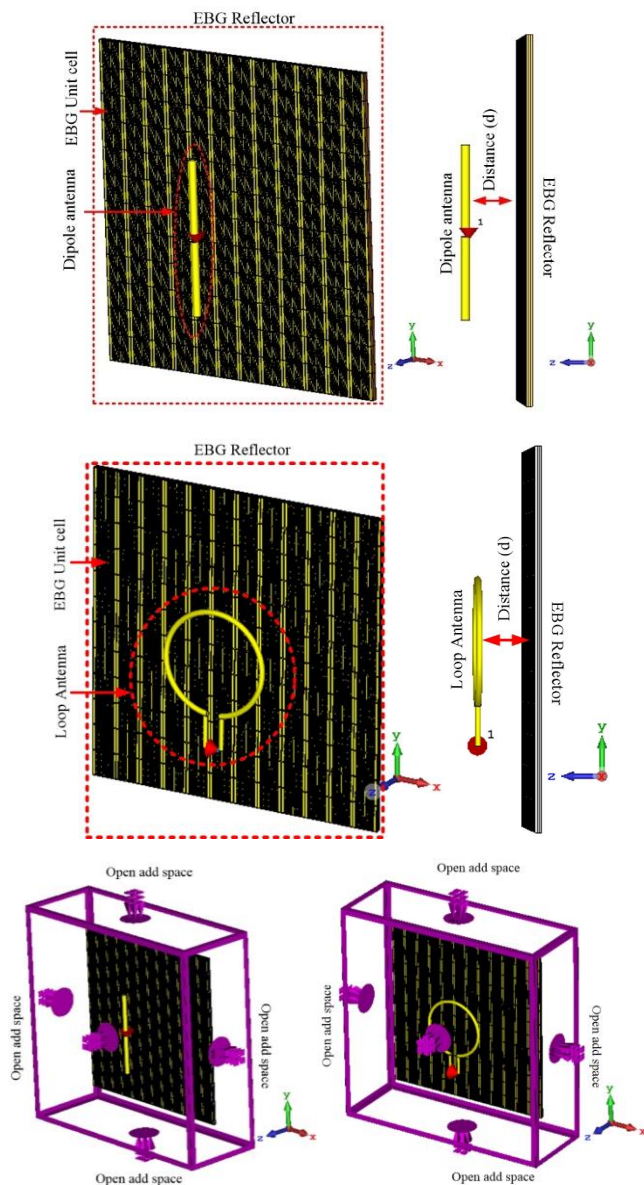 EBG Reflector
EBG Unit cell
Dipole antenna
Dipole antenna
Distance (d)
EBG Reflector
1
y
z
x
y
z
x
EBG Reflector
EBG Unit cell
Loop Antenna
Loop Antenna
Distance (d)
EBG Reflector
1
y
z
x
y
z
x
Open add space
Open add space
Open add space
Open add space
y
z
x
Open add space
Open add space
Open add space
Open add space
y
z
x